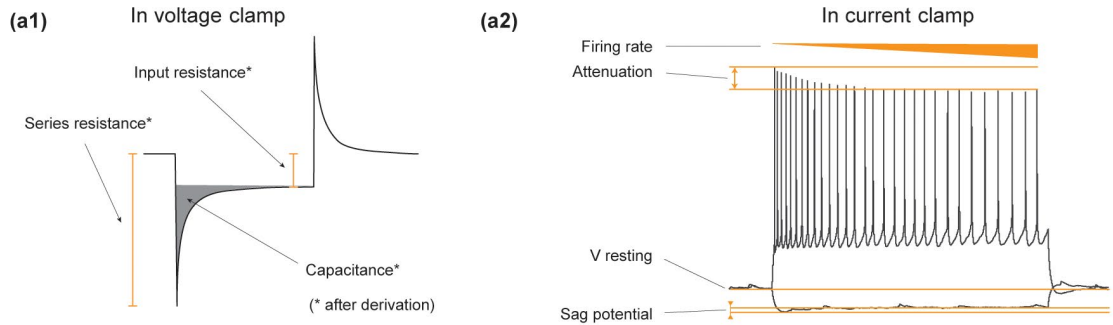 (a1)
In voltage clamp
Input resistance*
Series resistance*
Capacitance*
(* after derivation)
(a2)
In current clamp
Firing rate
Attenuation
V resting
Sag potential